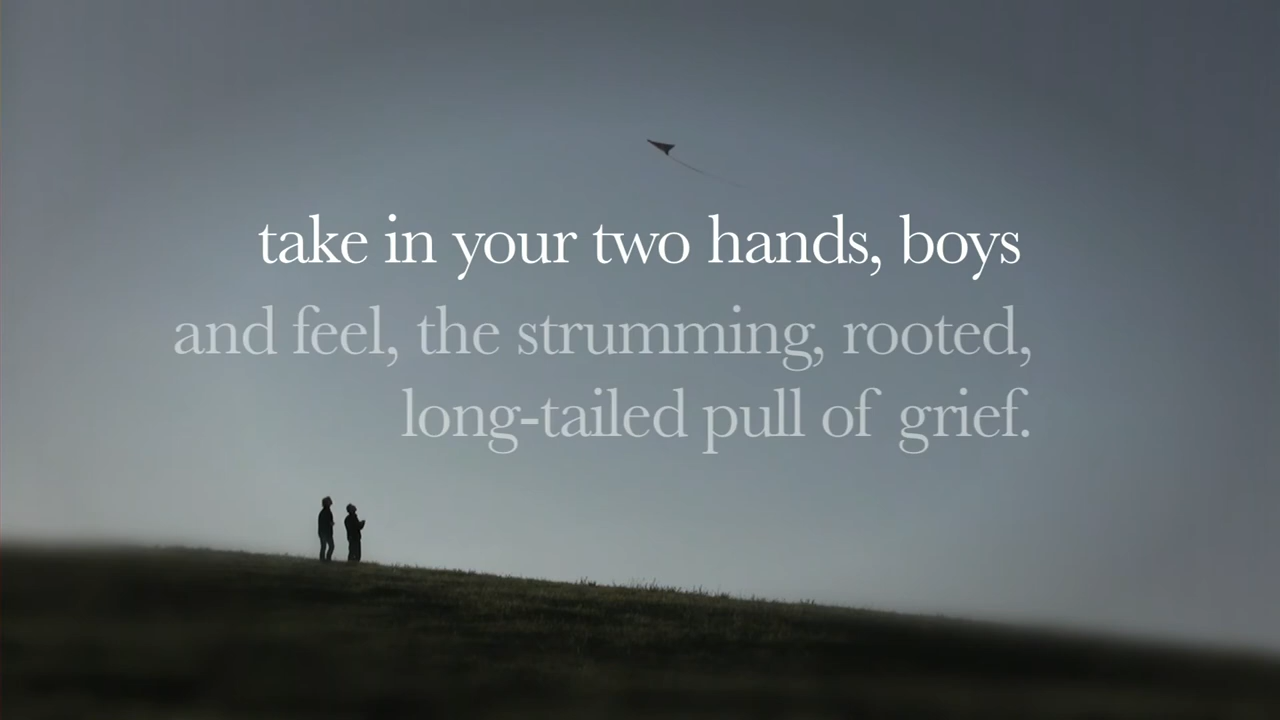 take in your two hands, boys
and feel, the strumming, rooted,
long-tailed pull of grief.